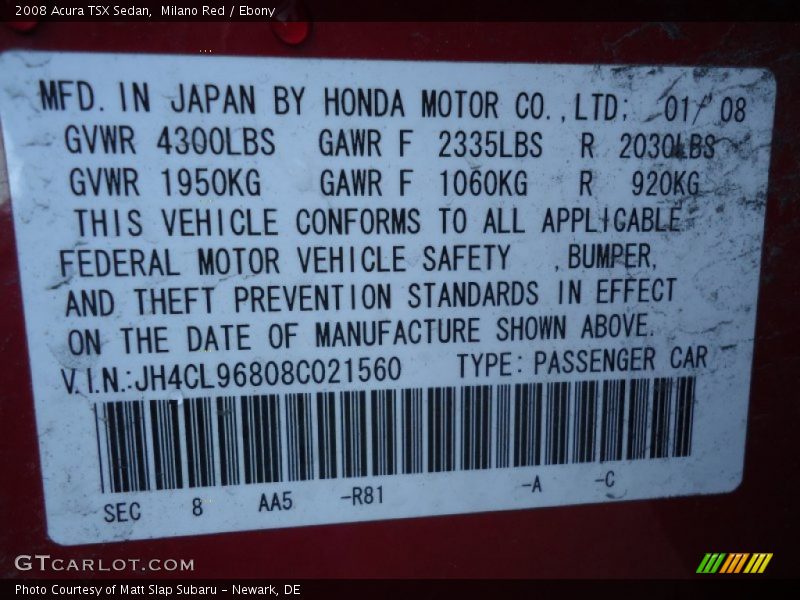 2008 Acura TSX Sedan, Milano Red / Ebony
MFD. IN JAPAN BY HONDA MOTOR CO., LTD; 01/ 08
GVWR 4300LBS GAWR F 2335LBS R 2030LBS
GVWR 1950KG GAWR F 1060KG R 920KG
THIS VEHICLE CONFORMS TO ALL APPLICABLE
FEDERAL MOTOR VEHICLE SAFETY ,BUMPER,
AND THEFT PREVENTION STANDARDS IN EFFECT
ON THE DATE OF MANUFACTURE SHOWN ABOVE.
V.I.N.:JH4CL96808C021560 TYPE: PASSENGER CAR
SEC 8 AA5 -R81 -A -C
GTCARLOT.COM
Photo Courtesy of Matt Slap Subaru - Newark, DE